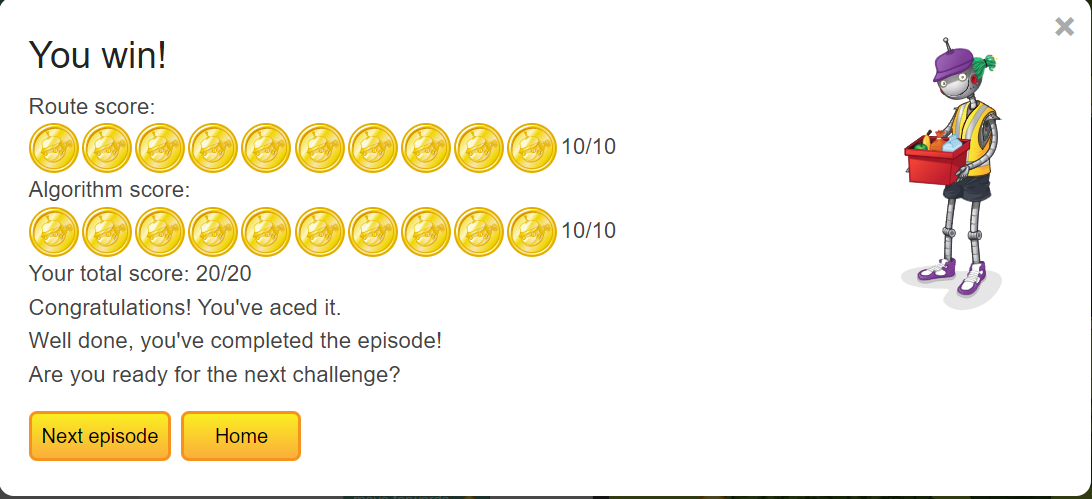 You win!
Route score:
10/10
Algorithm score:
10/10
Your total score: 20/20
Congratulations! You've aced it.
Well done, you've completed the episode!
Are you ready for the next challenge?
Next episode
Home